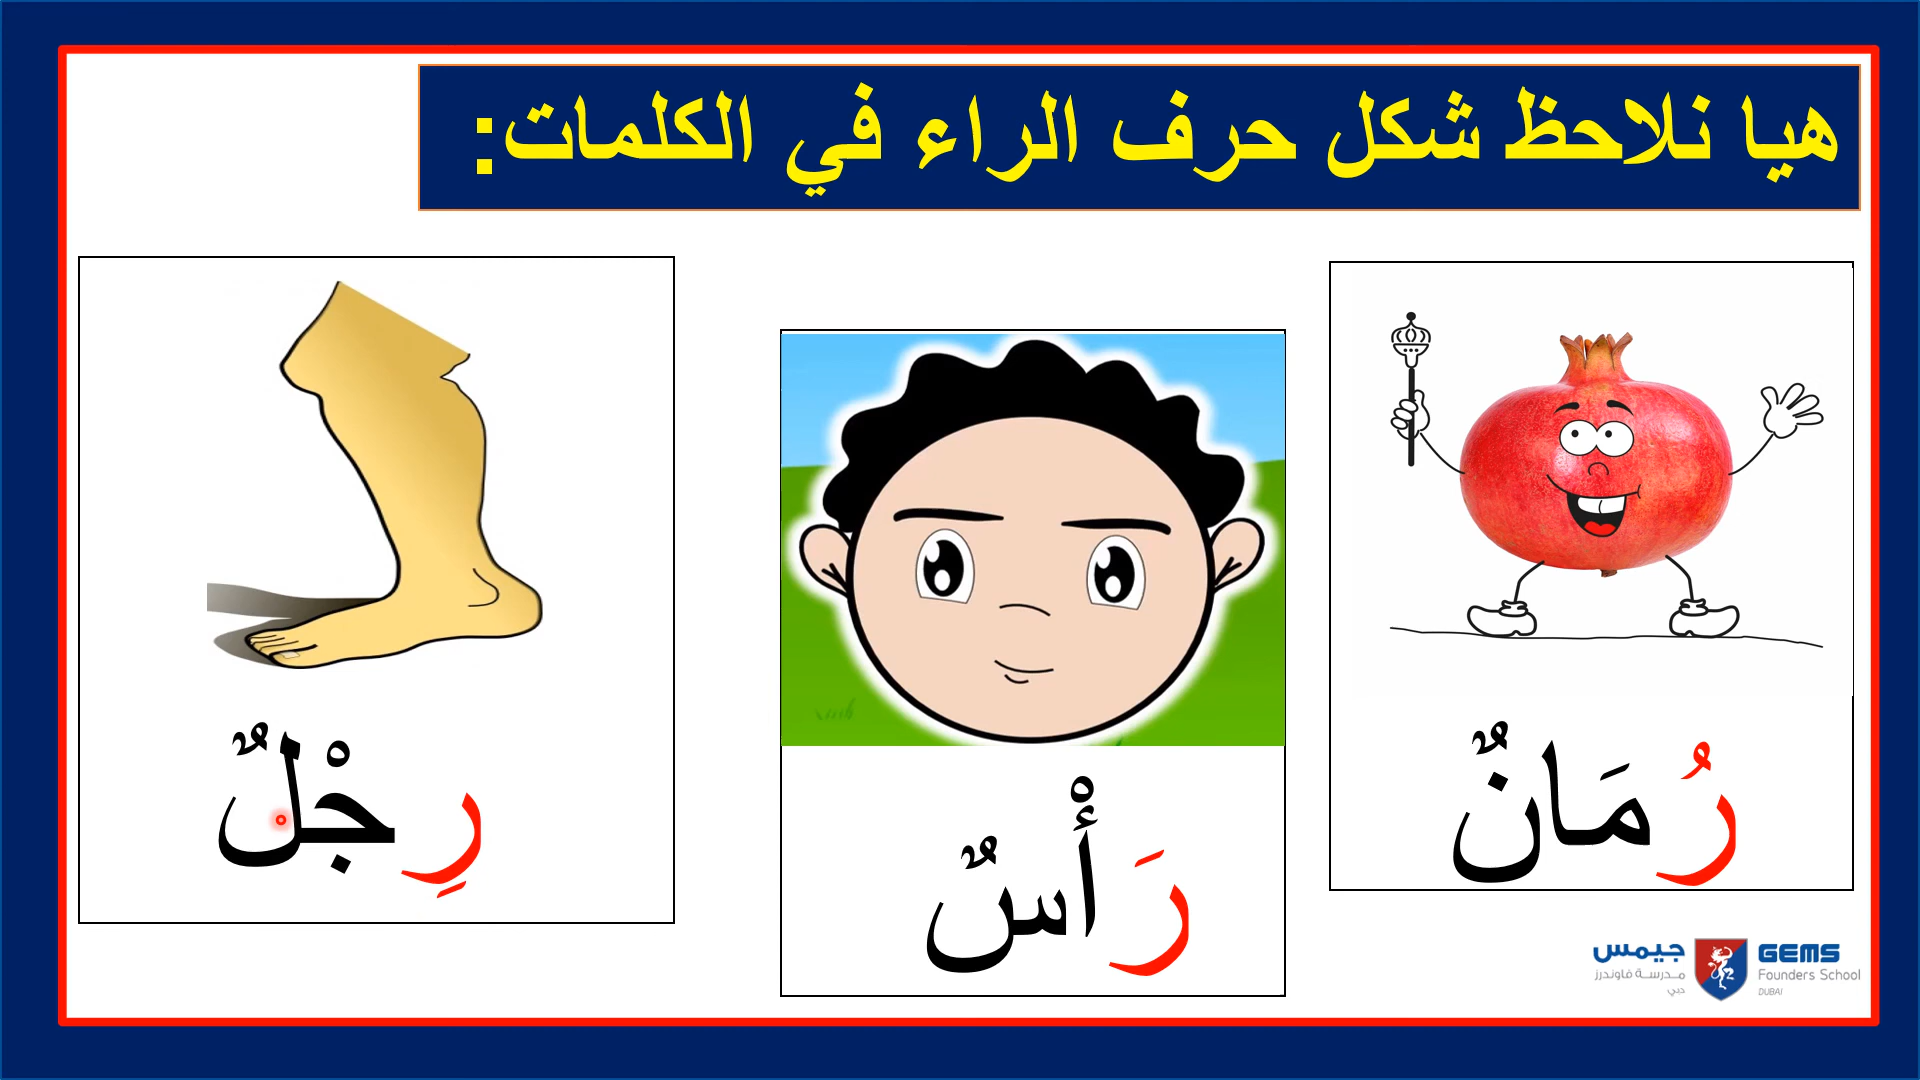 هيا نلاحظ شكل حرف الراء في الكلمات:
رُمَانٌ
رَأْسٌ
رِجْلٌ
جيمس
مدرسة فاوندرز
دبي
GEMS
Founders School
DUBAI